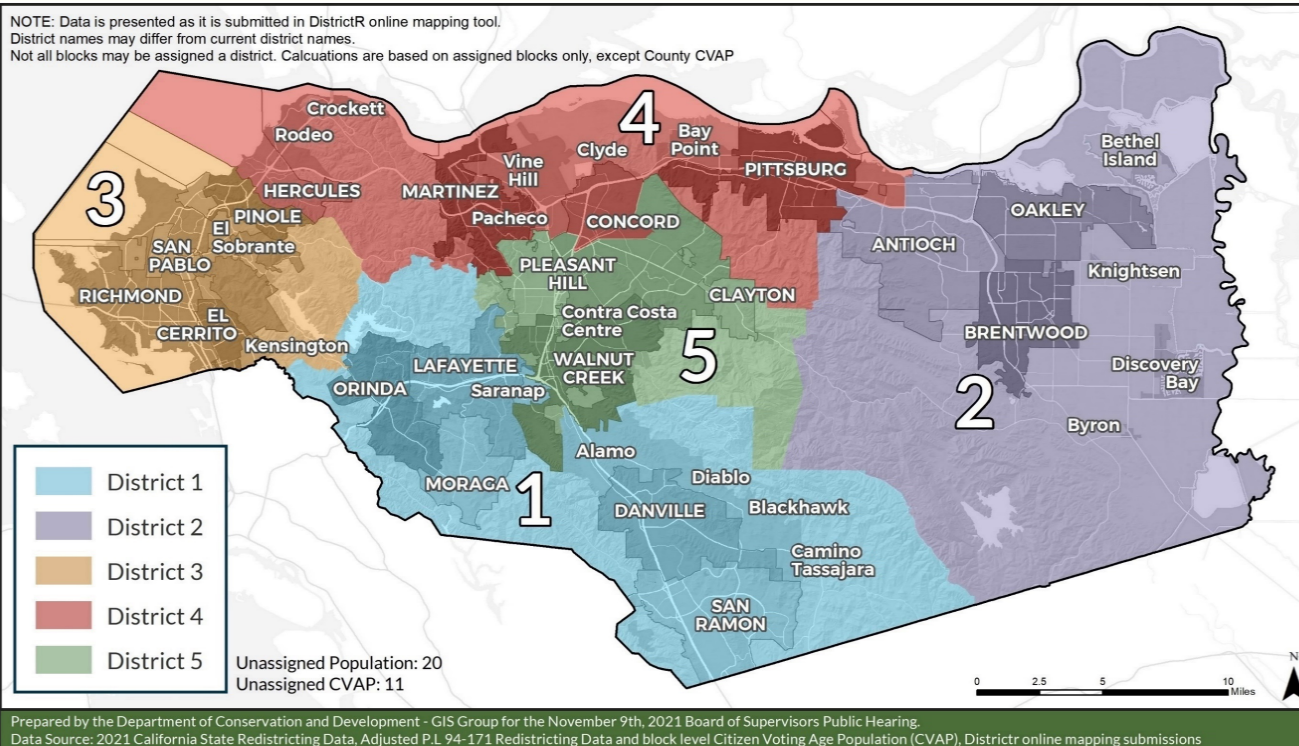 NOTE: Data is presented as it is submitted in DistrictR online mapping tool.
District names may differ from current district names.
Not all blocks may be assigned a district. Calcuations are based on assigned blocks only, except County CVAP
Crockett
Rodeo
HERCULES
MARTINEZ
Vine
Hill
Clyde
4
Bay
Point
PITTSBURG
Pacheco
CONCORD
Bethel
Island
OAKLEY
ANTIOCH
Knightsen
BRENTWOOD
Discovery
Bay
2
Byron
3
PINOLE
El
Sobrante
SAN
PABLO
RICHMOND
EL
CERRITO
Kensington
PLEASANT
HILL
CLAYTON
Contra Costa
Centre
WALNUT
CREEK
5
LAFAYETTE
ORINDA
Saranap
MORAGA
1
Alamo
Diablo
DANVILLE
Blackhawk
Camino
Tassajara
SAN
RAMON
District 1
District 2
District 3
District 4
District 5
Unassigned Population: 20
Unassigned CVAP: 11
0 2.5 5 10
Miles
N
Prepared by the Department of Conservation and Development - GIS Group for the November 9th, 2021 Board of Supervisors Public Hearing.
Data Source: 2021 California State Redistricting Data, Adjusted P.L 94-171 Redistricting Data and block level Citizen Voting Age Population (CVAP), Districtr online mapping submissions